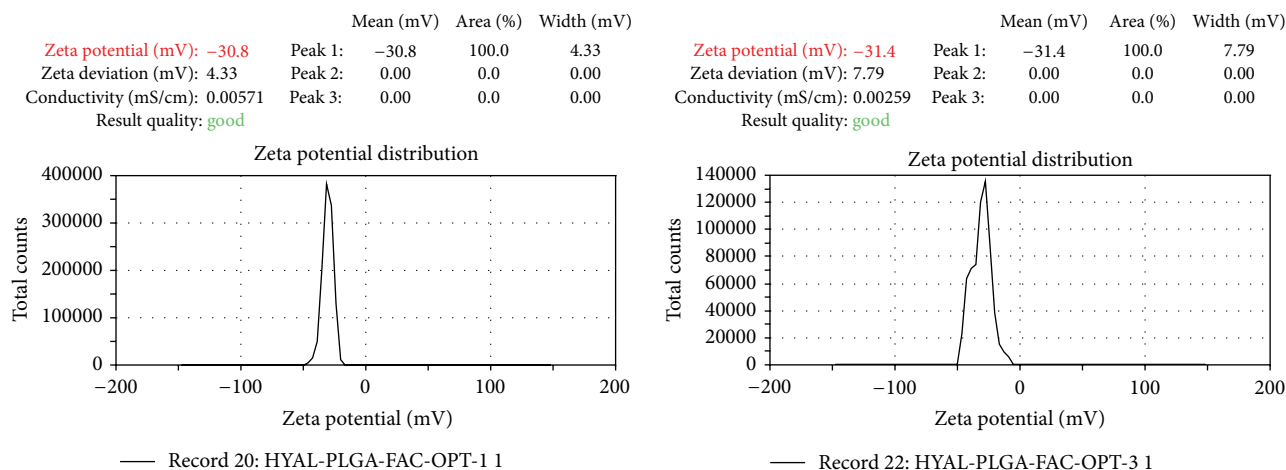 Mean (mV) Area (%) Width (mV)
Zeta potential (mV): −30.8 Peak 1: −30.8 100.0 4.33
Zeta deviation (mV): 4.33 Peak 2: 0.00 0.0 0.00
Conductivity (mS/cm): 0.00571 Peak 3: 0.00 0.0 0.00
Result quality: good
Zeta potential distribution
400000
300000
200000
100000
0
Total counts
−200 −100 0 100 200
Zeta potential (mV)
Record 20: HYAL-PLGA-FAC-OPT-1 1
Mean (mV) Area (%) Width (mV)
Zeta potential (mV): −31.4 Peak 1: −31.4 100.0 7.79
Zeta deviation (mV): 7.79 Peak 2: 0.00 0.0 0.00
Conductivity (mS/cm): 0.00259 Peak 3: 0.00 0.0 0.00
Result quality: good
Zeta potential distribution
140000
120000
100000
80000
60000
40000
20000
0
Total counts
−200 −100 0 100 200
Zeta potential (mV)
Record 22: HYAL-PLGA-FAC-OPT-3 1